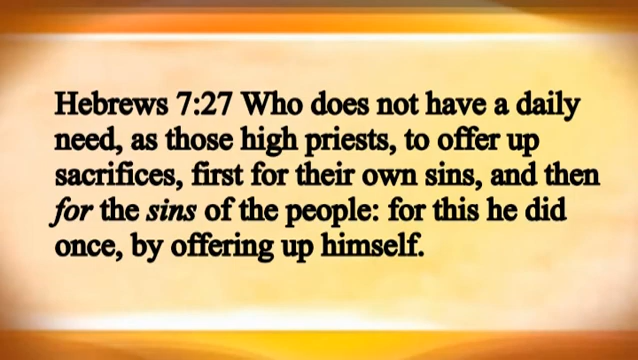 Hebrews 7:27 Who does not have a daily
need, as those high priests, to offer up
sacrifices, first for their own sins, and then
for the sins of the people: for this he did
once, by offering up himself.